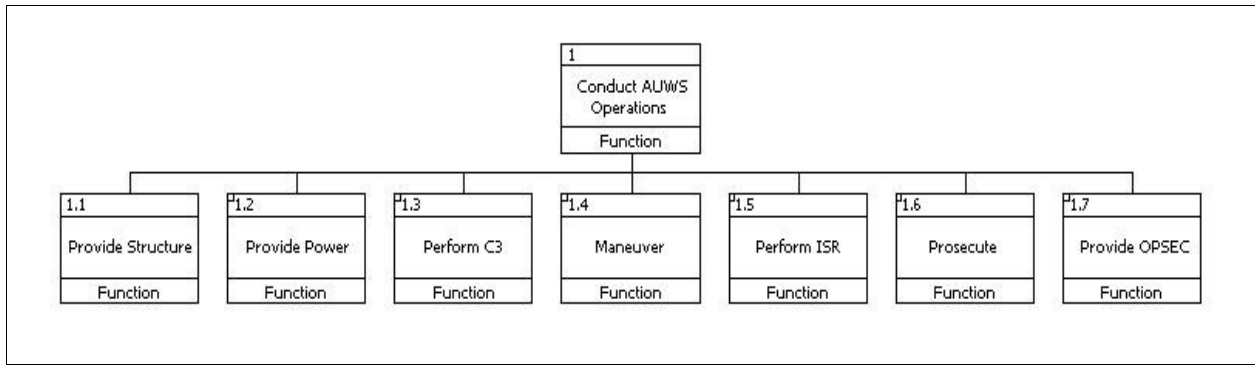 1
Conduct AUWS
Operations
Function
1.1
Provide Structure
Function
1.2
Provide Power
Function
1.3
Perform C3
Function
1.4
Maneuver
Function
1.5
Perform ISR
Function
1.6
Prosecute
Function
1.7
Provide OPSEC
Function